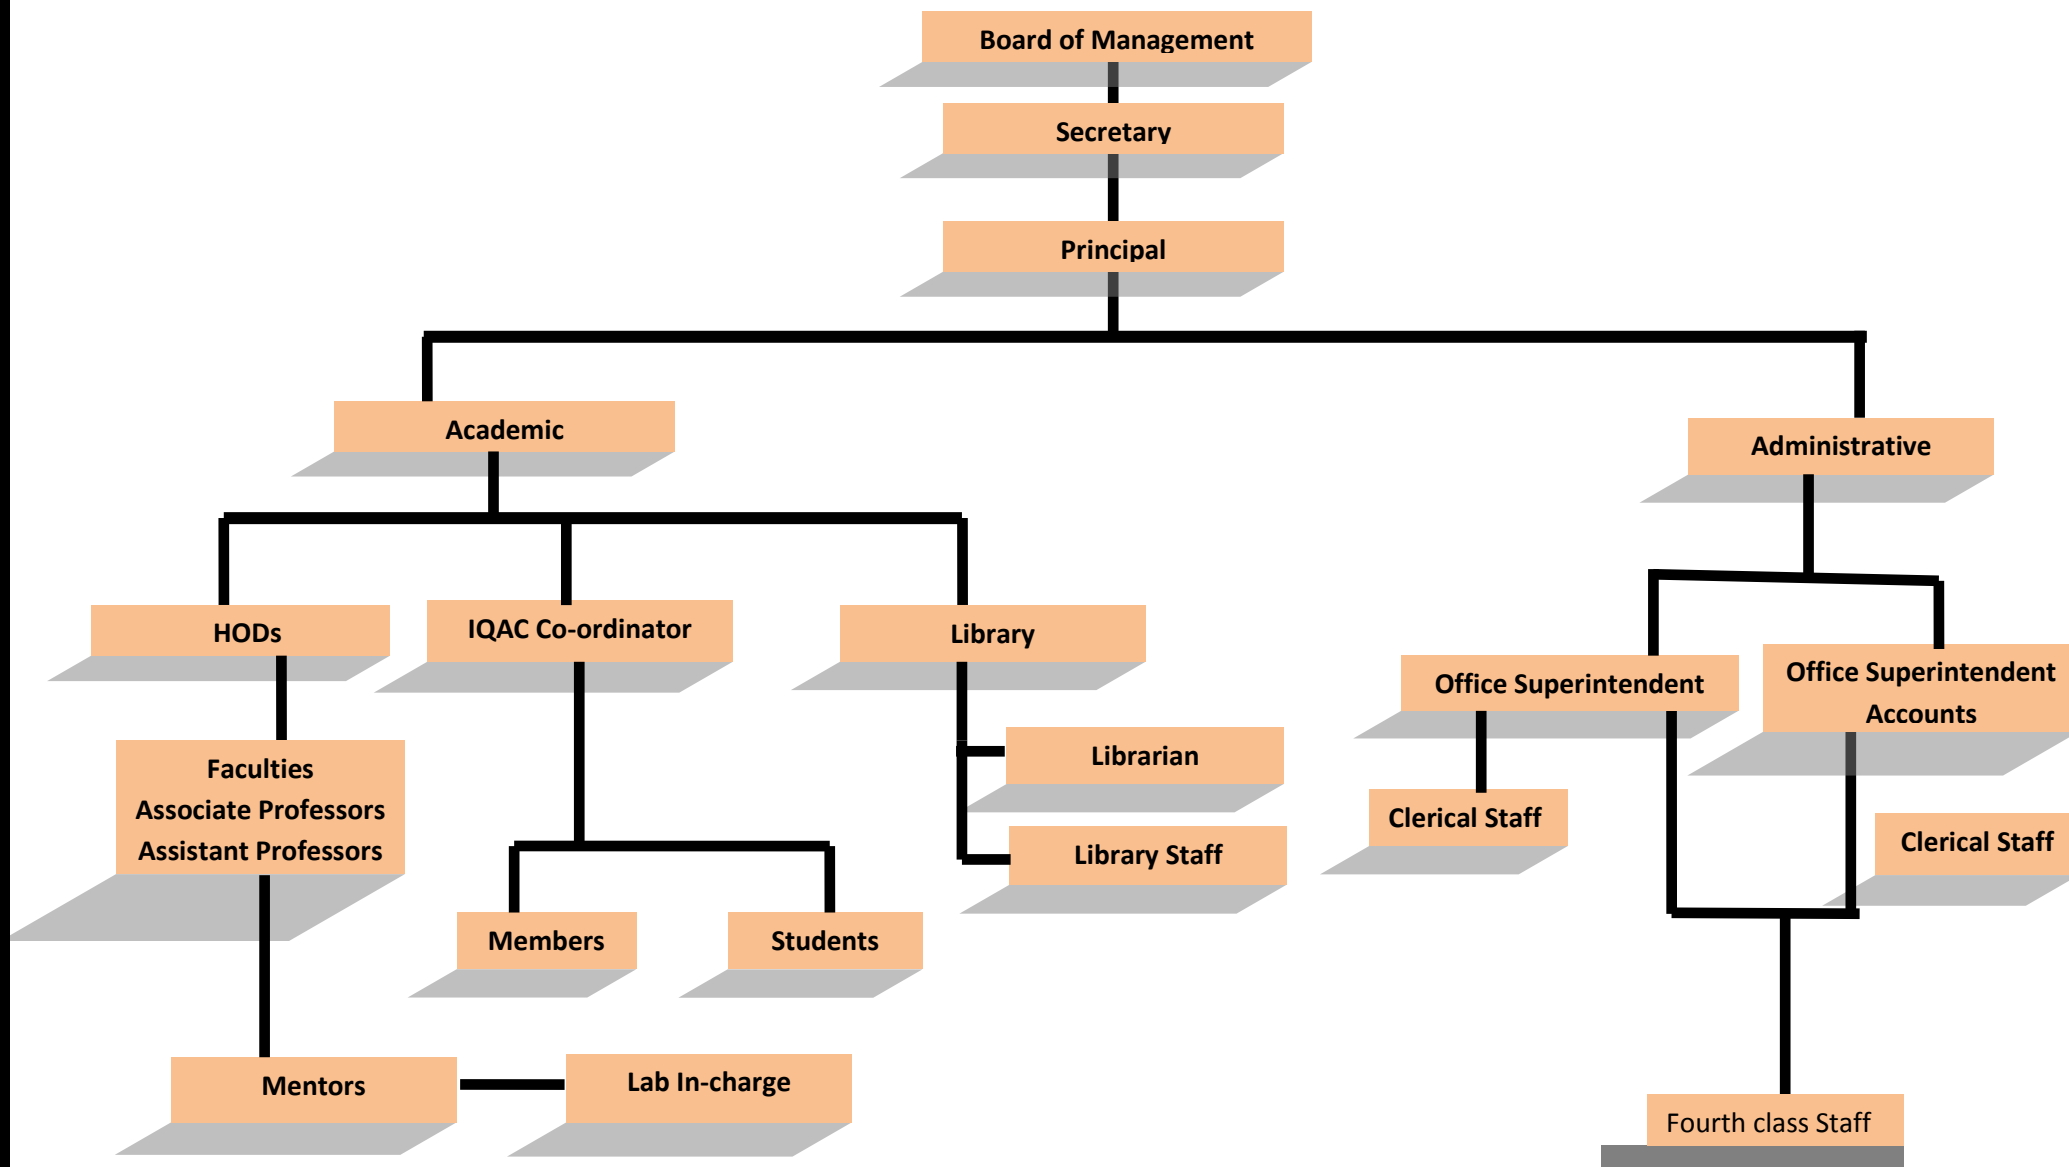 Board of Management
Secretary
Principal
Academic
Administrative
HODs
IQAC Co-ordinator
Library
Office Superintendent
Office Superintendent
Accounts
Faculties
Associate Professors
Assistant Professors
Librarian
Library Staff
Clerical Staff
Clerical Staff
Members
Students
Mentors
Lab In-charge
Fourth class Staff